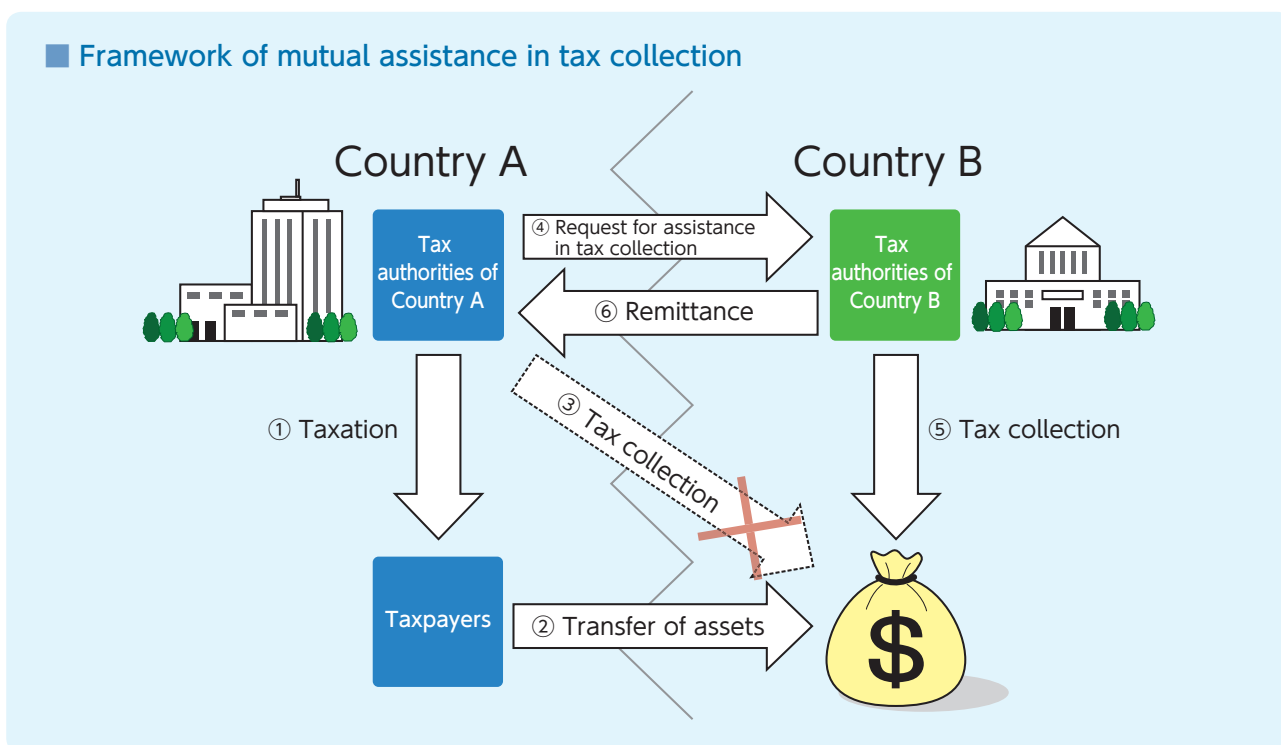 Framework of mutual assistance in tax collection
Country A
Country B
Tax
authorities of
Country A
④ Request for assistance
in tax collection
Tax
authorities of
Country B
⑥ Remittance
① Taxation
③ Tax collection
⑤ Tax collection
Taxpayers
② Transfer of assets
$